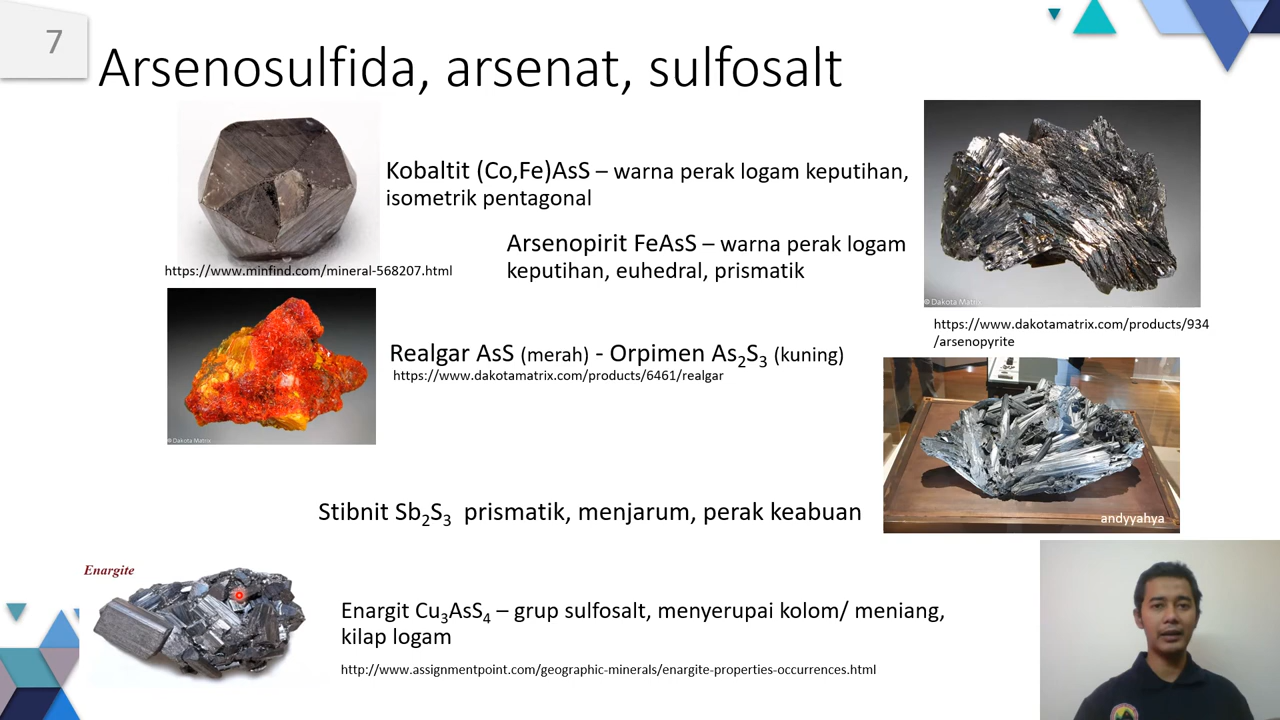 7
Arsenosulfida, arsenat, sulfosalt
Kobaltit (Co,Fe)AsS – warna perak logam keputihan,
isometrik pentagonal
Arsenopirit FeAsS – warna perak logam
keputihan, euhedral, prismatik
https://www.minfind.com/mineral-568207.html
© Dakota Matrix
https://www.dakotamatrix.com/products/934
/arsenopyrite
Realgar AsS (merah) - Orpimen As₂S₃ (kuning)
https://www.dakotamatrix.com/products/6461/realgar
© Dakota Matrix
Stibnit Sb₂S₃ prismatik, menjarum, perak keabuan
andyyahya
Enargite
Enargit Cu₃AsS₄ – grup sulfosalt, menyerupai kolom/ meniang,
kilap logam
http://www.assignmentpoint.com/geographic-minerals/enargite-properties-occurrences.html